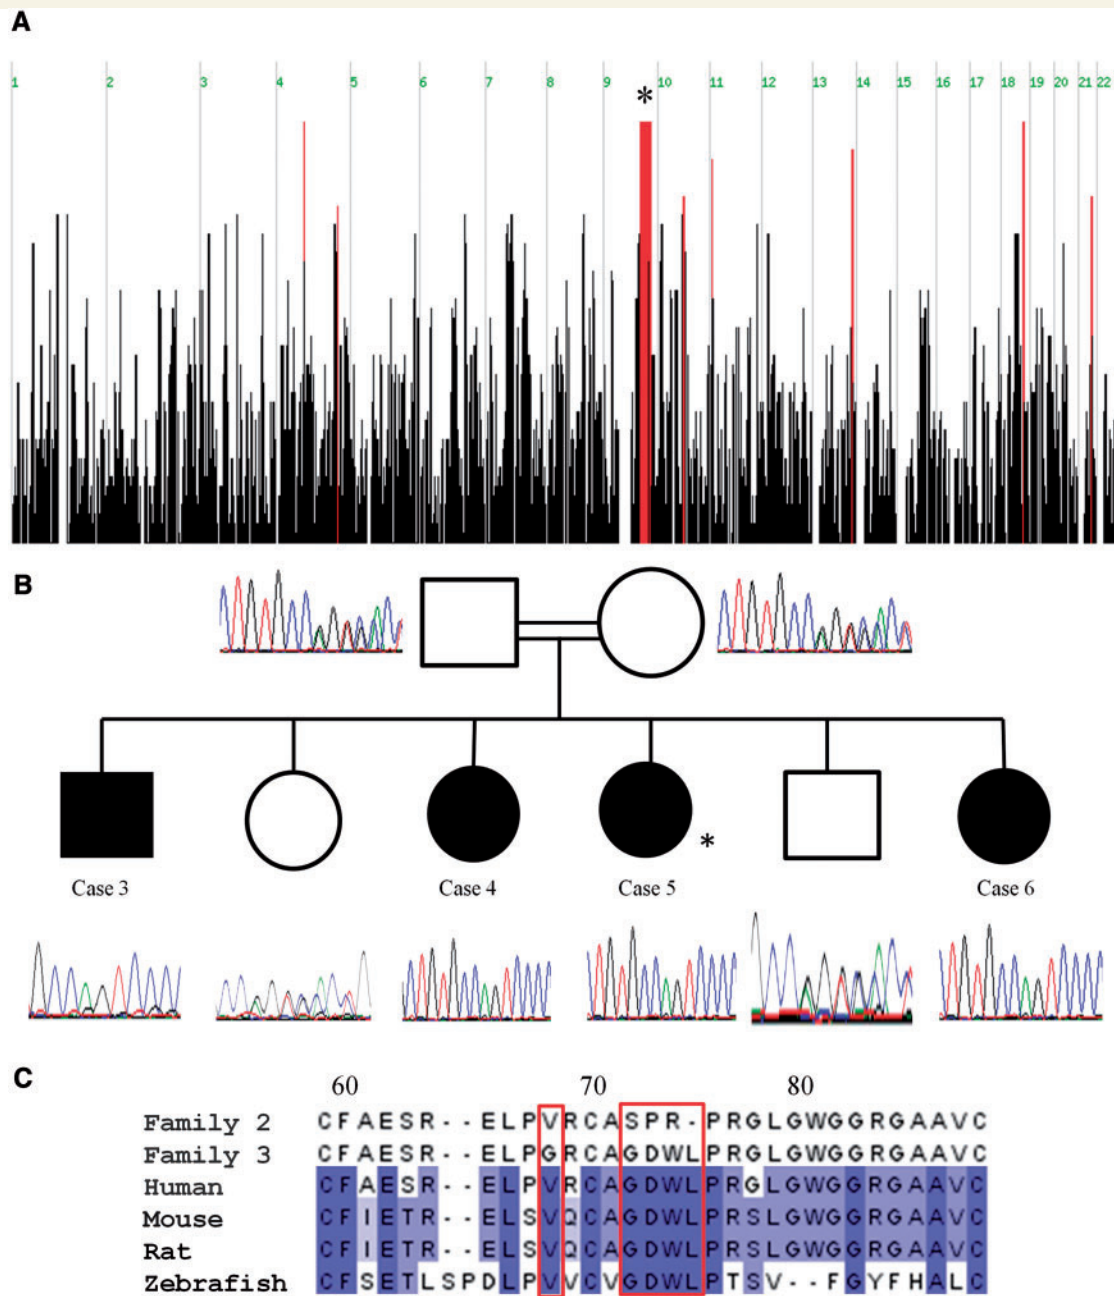 A
1 2 3 4 5 6 7 8 9 10 11 12 13 14 15 16 17 18 19 20 21 22
*
B
*
Case 3 Case 4 Case 5 Case 6
C
60 70 80
Family 2 CFAESR--ELPVRCASPR-PRGLGWGGRGAAVC
Family 3 CFAESR--ELPGRCAGDWLPRGLGWGGRGAAVC
Human CFAESR--ELPVRCAGDWLPRGLGWGGRGAAVC
Mouse CFIETR--ELSVQCAGDWLPRSLGWGGRGAAVC
Rat CFIETR--ELSVQCAGDWLPRSLGWGGRGAAVC
Zebrafish CFSETLSPDLPVVCVGDWLPTSV--FGYFHALC